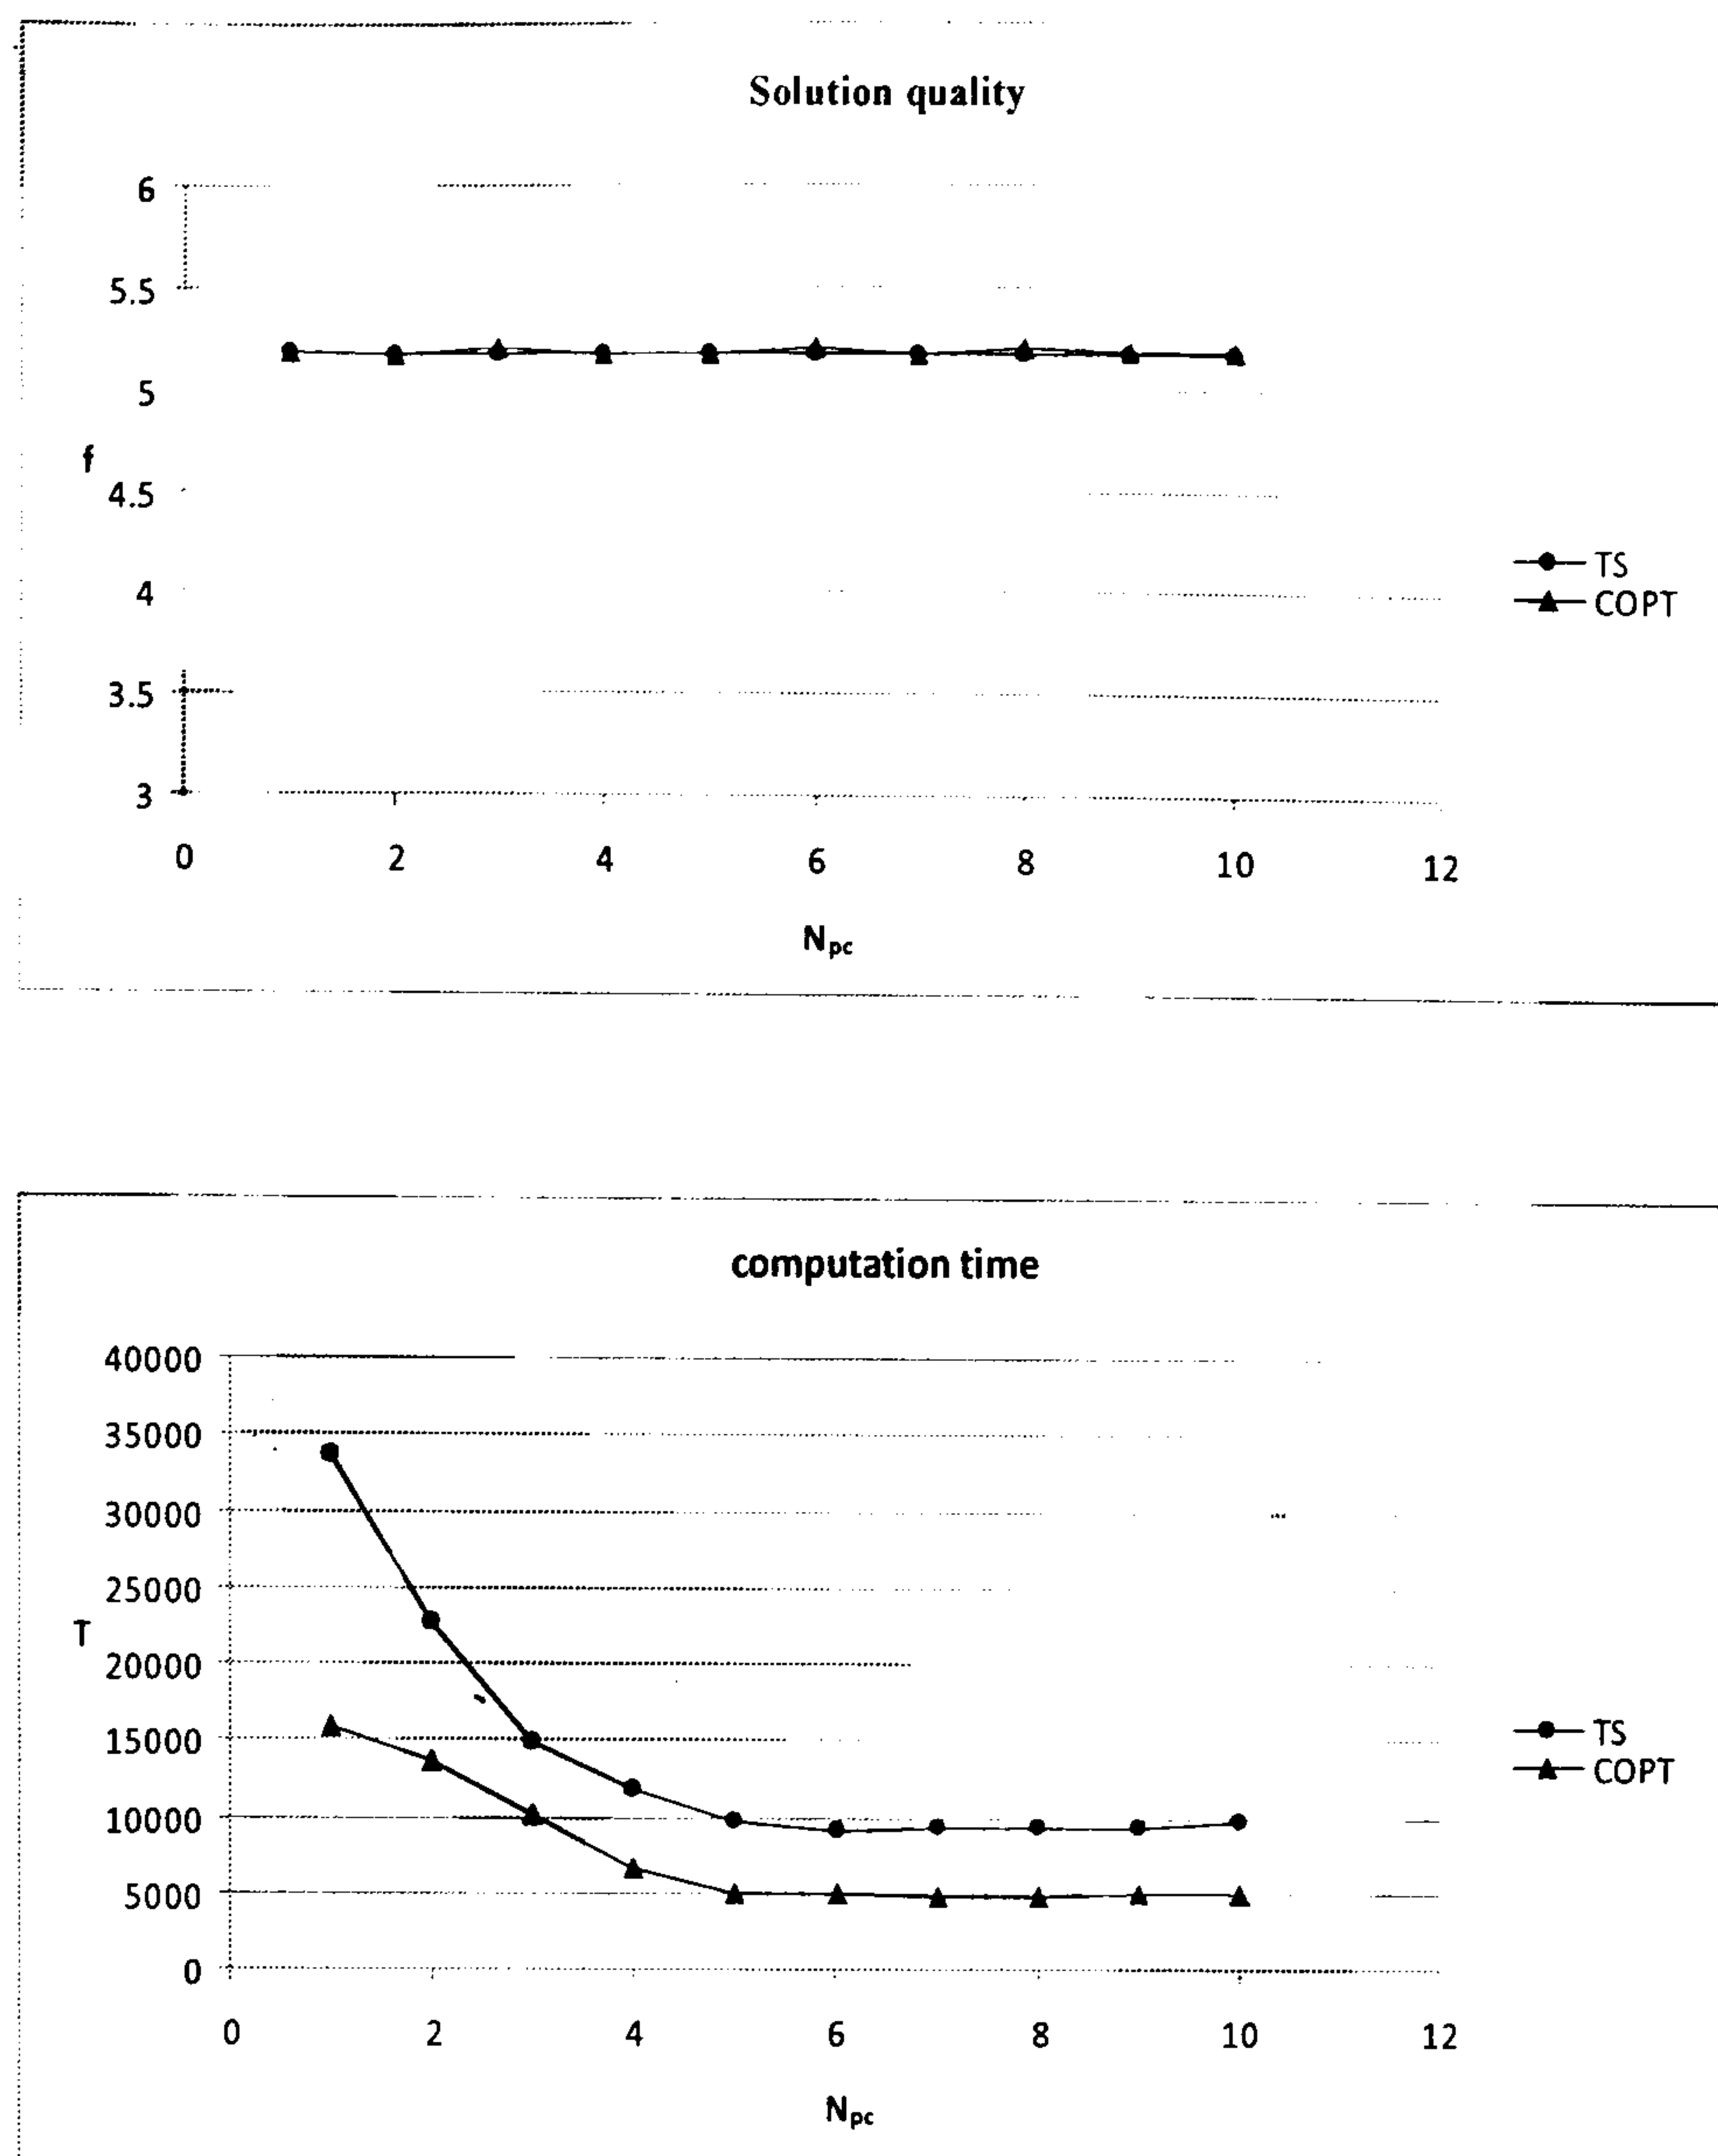 Solution quality
6
5.5
5
f
4.5
4
3.5
3
0 2 4 6 8 10 12
N_pc
TS
COPT
computation time
40000
35000
30000
25000
T
20000
15000
10000
5000
0
0 2 4 6 8 10 12
N_pc
TS
COPT